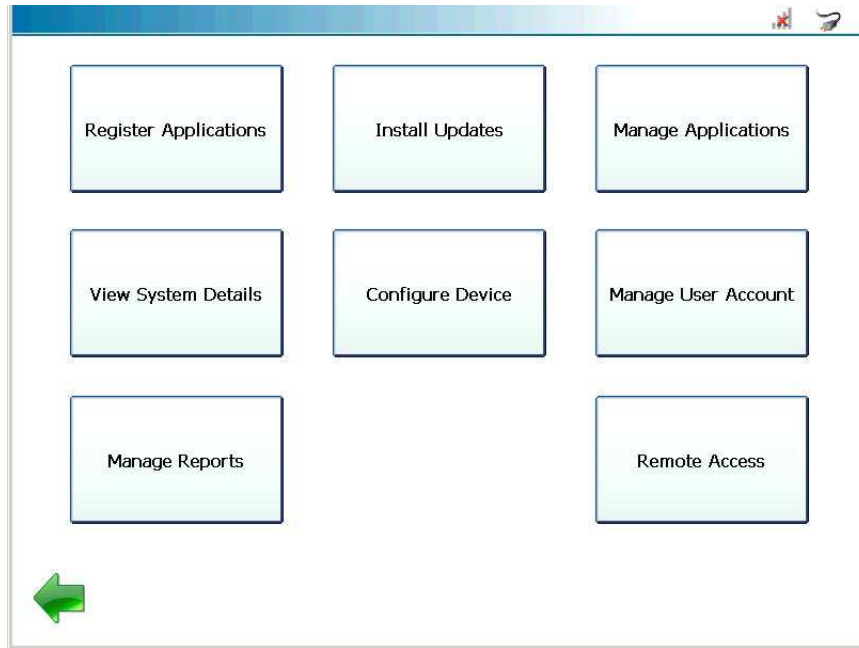 Register Applications
Install Updates
Manage Applications
View System Details
Configure Device
Manage User Account
Manage Reports
Remote Access